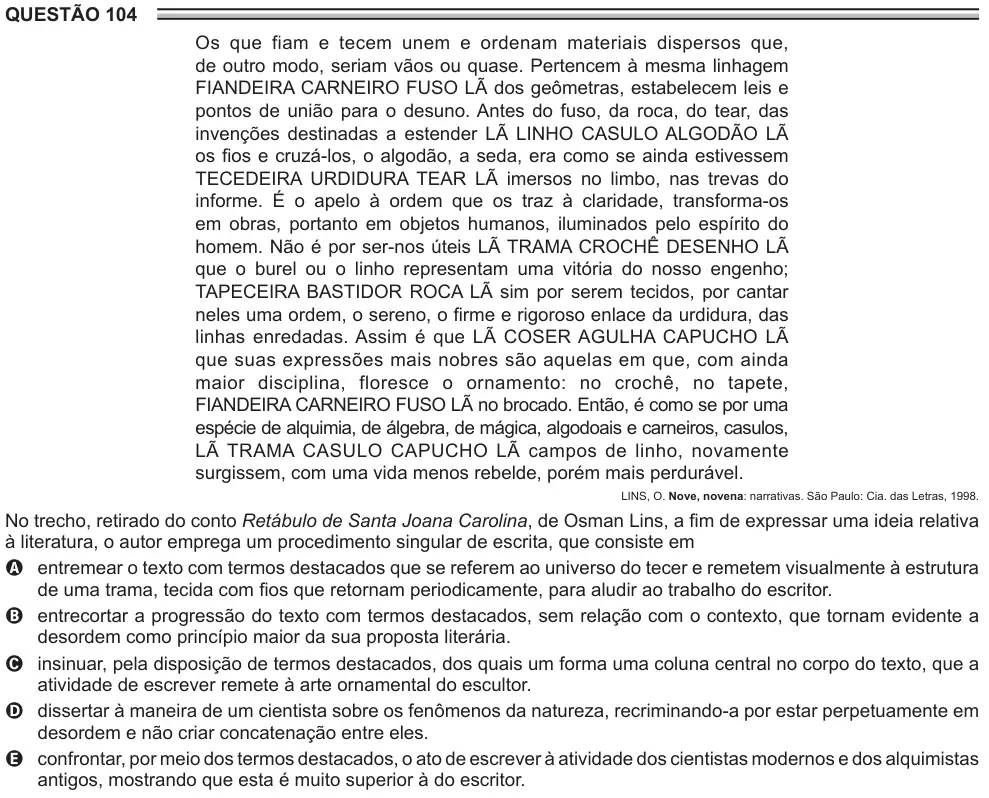 QUESTÃO 104
Os que fiam e tecem unem e ordenam materiais dispersos que,
de outro modo, seriam vãos ou quase. Pertencem à mesma linhagem
FIANDEIRA CARNEIRO FUSO LÃ dos geômetras, estabelecem leis e
pontos de união para o desuno. Antes do fuso, da roca, do tear, das
invenções destinadas a estender LÃ LINHO CASULO ALGODÃO LÃ
os fios e cruzá-los, o algodão, a seda, era como se ainda estivessem
TECEDEIRA URDIDURA TEAR LÃ imersos no limbo, nas trevas do
informe. É o apelo à ordem que os traz à claridade, transforma-os
em obras, portanto em objetos humanos, iluminados pelo espírito do
homem. Não é por ser-nos úteis LÃ TRAMA CROCHÊ DESENHO LÃ
que o burel ou o linho representam uma vitória do nosso engenho;
TAPECEIRA BASTIDOR ROCA LÃ sim por serem tecidos, por cantar
neles uma ordem, o sereno, o firme e rigoroso enlace da urdidura, das
linhas enredadas. Assim é que LÃ COSER AGULHA CAPUCHO LÃ
que suas expressões mais nobres são aquelas em que, com ainda
maior disciplina, floresce o ornamento: no crochê, no tapete,
FIANDEIRA CARNEIRO FUSO LÃ no brocado. Então, é como se por uma
espécie de alquimia, de álgebra, de mágica, algodoais e carneiros, casulos,
LÃ TRAMA CASULO CAPUCHO LÃ campos de linho, novamente
surgissem, com uma vida menos rebelde, porém mais perdurável.
LINS, O. Nove, novena: narrativas. São Paulo: Cia. das Letras, 1998.
No trecho, retirado do conto Retábulo de Santa Joana Carolina, de Osman Lins, a fim de expressar uma ideia relativa
à literatura, o autor emprega um procedimento singular de escrita, que consiste em
A entremear o texto com termos destacados que se referem ao universo do tecer e remetem visualmente à estrutura
de uma trama, tecida com fios que retornam periodicamente, para aludir ao trabalho do escritor.
B entrecortar a progressão do texto com termos destacados, sem relação com o contexto, que tornam evidente a
desordem como princípio maior da sua proposta literária.
C insinuar, pela disposição de termos destacados, dos quais um forma uma coluna central no corpo do texto, que a
atividade de escrever remete à arte ornamental do escultor.
D dissertar à maneira de um cientista sobre os fenômenos da natureza, recriminando-a por estar perpetuamente em
desordem e não criar concatenação entre eles.
E confrontar, por meio dos termos destacados, o ato de escrever à atividade dos cientistas modernos e dos alquimistas
antigos, mostrando que esta é muito superior à do escritor.